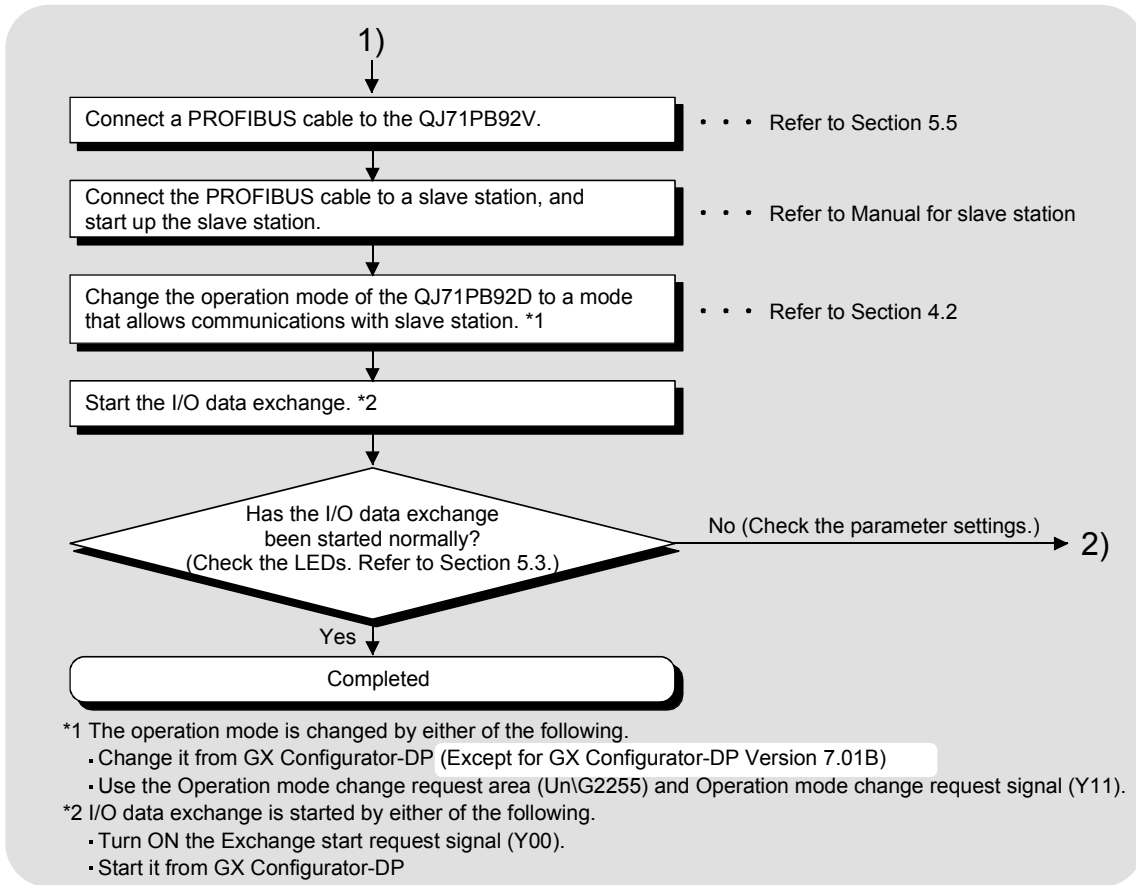 1)
Connect a PROFIBUS cable to the QJ71PB92V.
• • • Refer to Section 5.5
Connect the PROFIBUS cable to a slave station, and
start up the slave station.
• • • Refer to Manual for slave station
Change the operation mode of the QJ71PB92D to a mode
that allows communications with slave station. *1
• • • Refer to Section 4.2
Start the I/O data exchange. *2
Has the I/O data exchange
been started normally?
(Check the LEDs. Refer to Section 5.3.)
No (Check the parameter settings.)
2)
Yes
Completed
*1 The operation mode is changed by either of the following.
• Change it from GX Configurator-DP (Except for GX Configurator-DP Version 7.01B)
• Use the Operation mode change request area (Un\G2255) and Operation mode change request signal (Y11).
*2 I/O data exchange is started by either of the following.
• Turn ON the Exchange start request signal (Y00).
• Start it from GX Configurator-DP